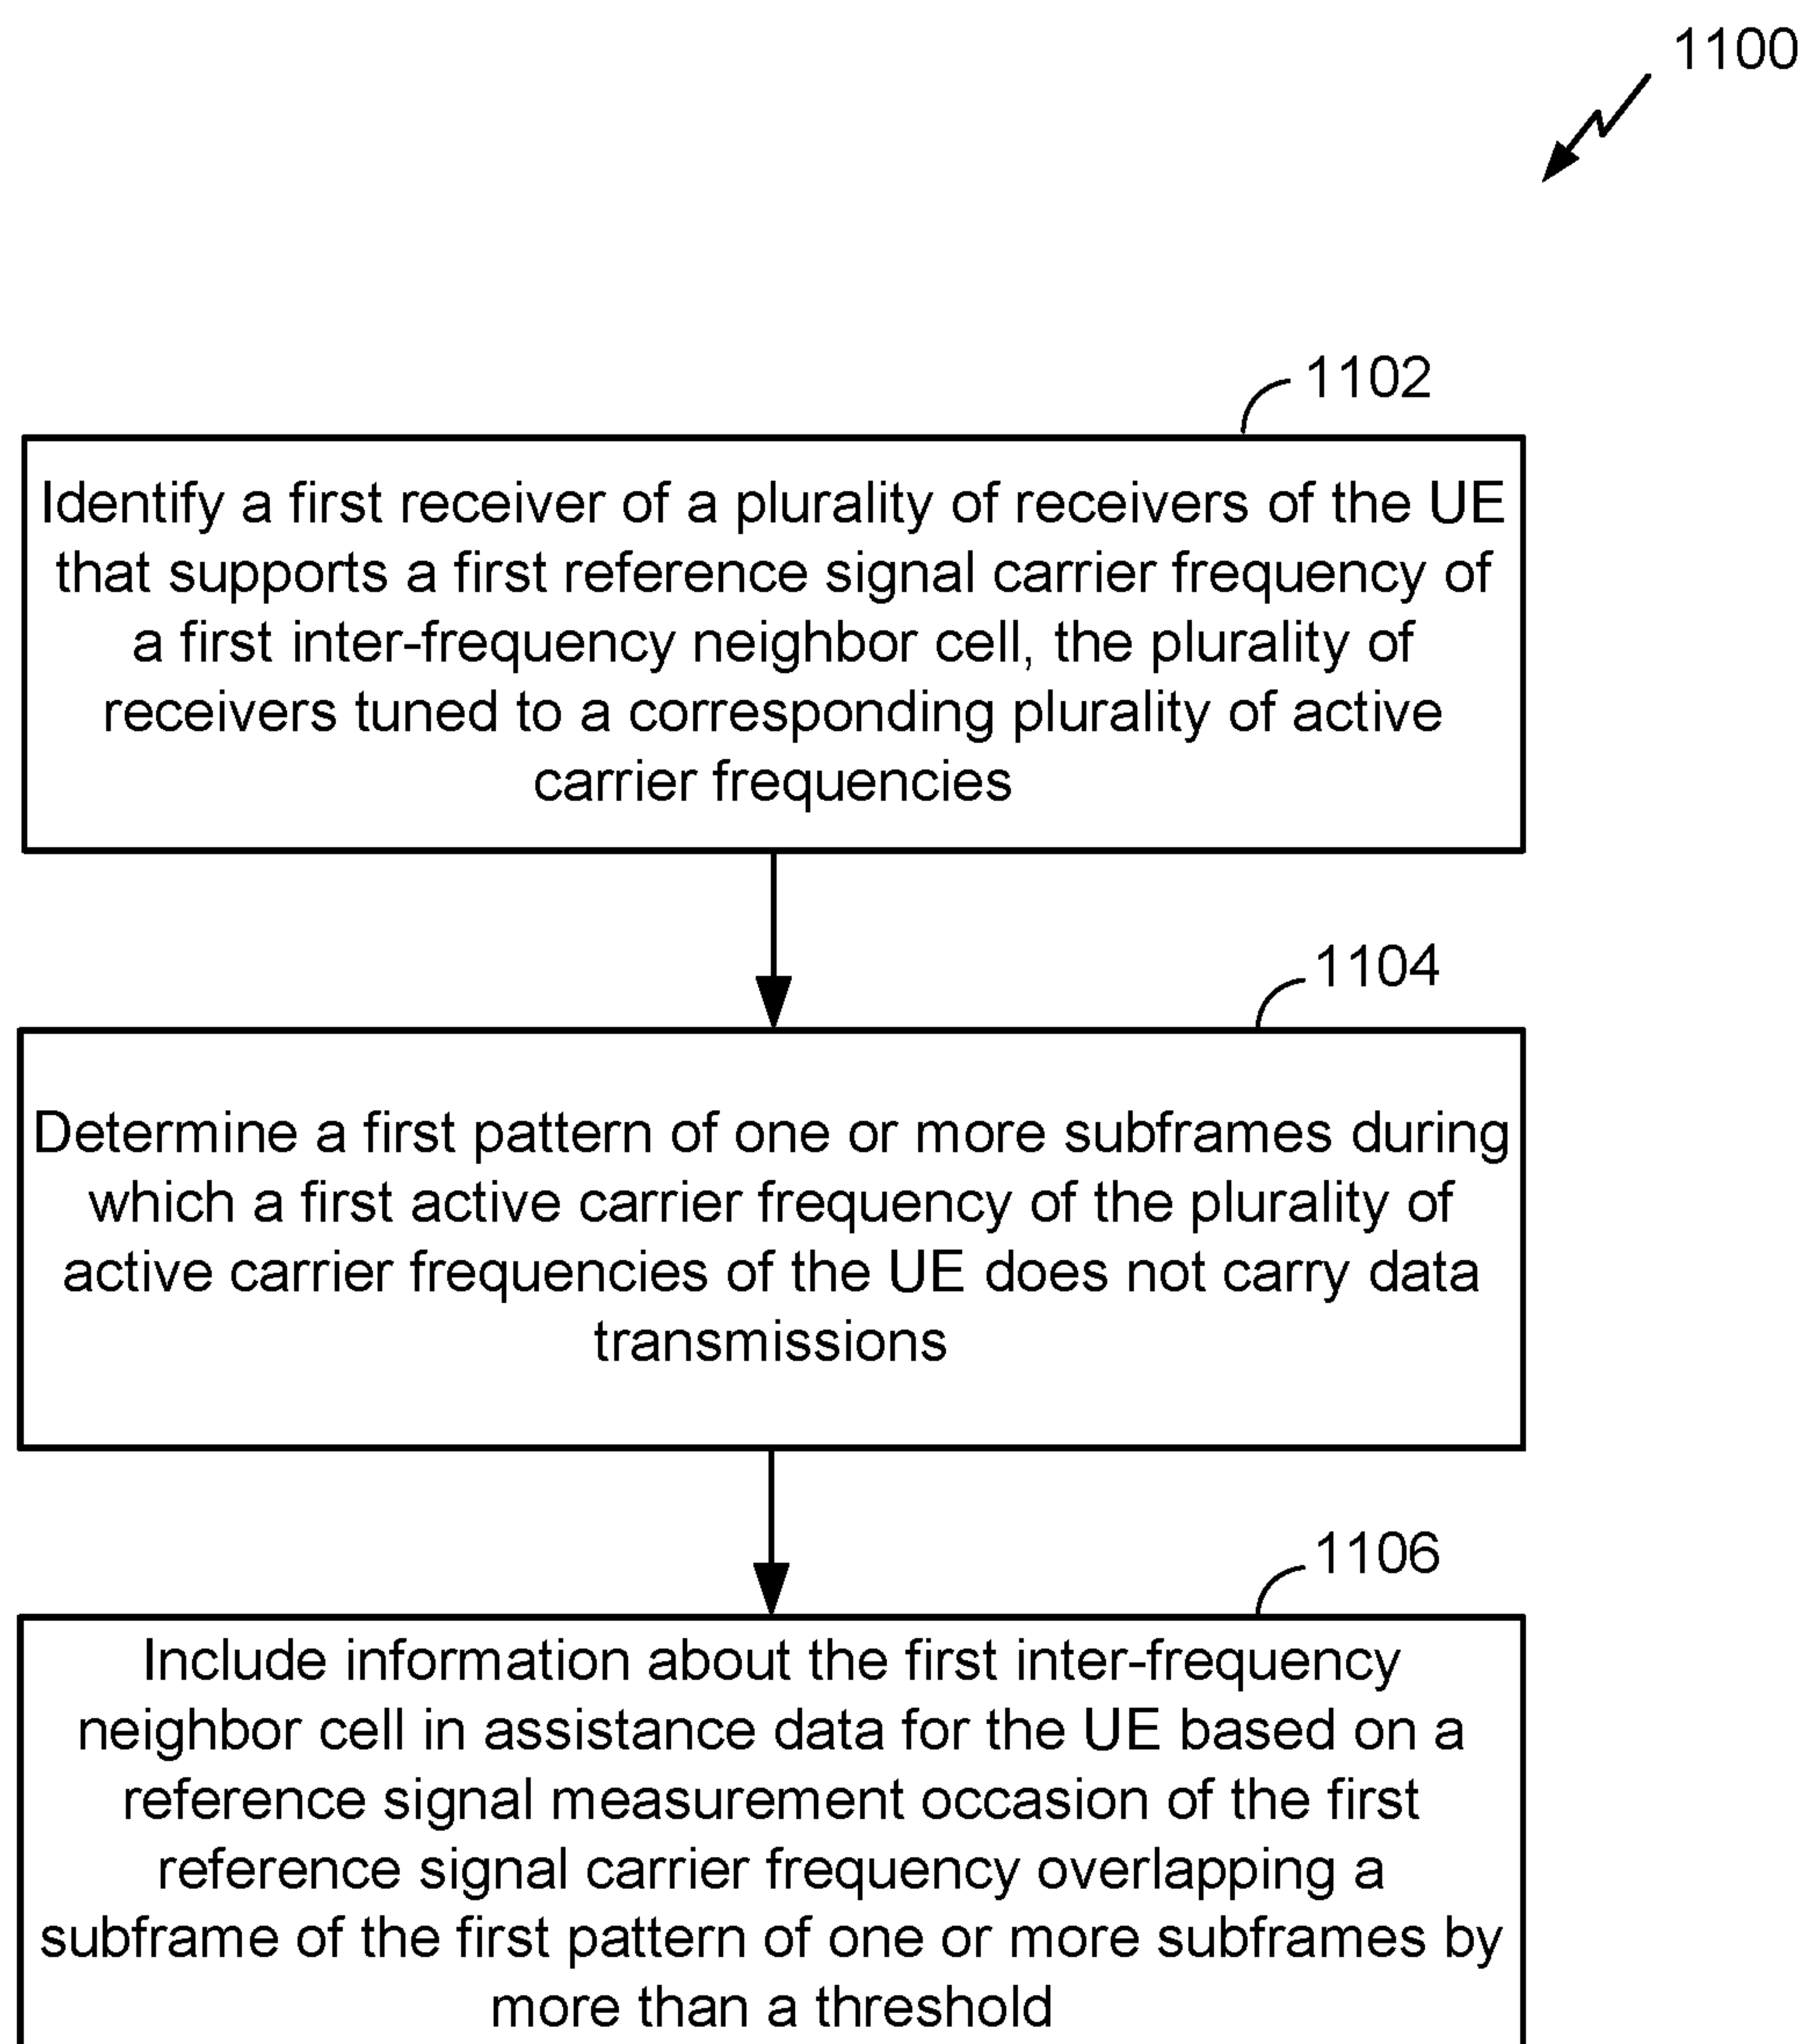 1100
1102
Identify a first receiver of a plurality of receivers of the UE
that supports a first reference signal carrier frequency of
a first inter-frequency neighbor cell, the plurality of
receivers tuned to a corresponding plurality of active
carrier frequencies
1104
Determine a first pattern of one or more subframes during
which a first active carrier frequency of the plurality of
active carrier frequencies of the UE does not carry data
transmissions
1106
Include information about the first inter-frequency
neighbor cell in assistance data for the UE based on a
reference signal measurement occasion of the first
reference signal carrier frequency overlapping a
subframe of the first pattern of one or more subframes by
more than a threshold